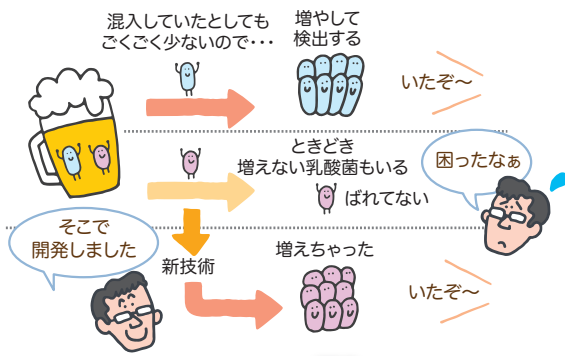 混入していたとしても
ごくごく少ないので･･･
増やして
検出する
いたぞ～
ときどき
増えない乳酸菌もいる
ばれてない
困ったなぁ
そこで
開発しました
新技術
増えちゃった
いたぞ～